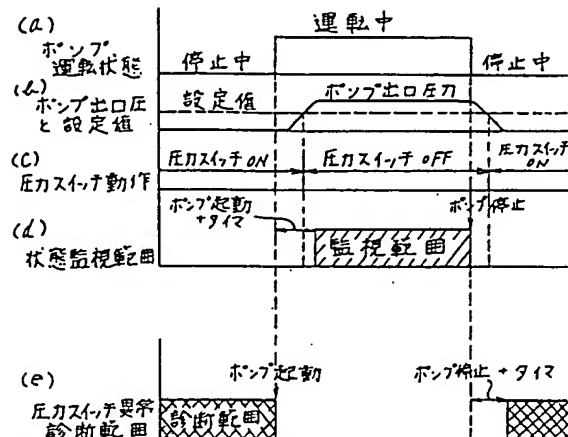 (a)
運転中
ポンプ
運転状態
停止中
停止中
(b)
設定値
ポンプ出口圧力
ポンプ出口圧
と設定値
(c)
圧力スイッチON
圧力スイッチOFF
圧力スイッチ
ON
圧力スイッチ動作
(d)
ポンプ起動
+タイマ
ポンプ停止
監視範囲
状態監視範囲
(e)
ポンプ起動
ポンプ停止+タイマ
圧力スイッチ異常
診断範囲
診断範囲